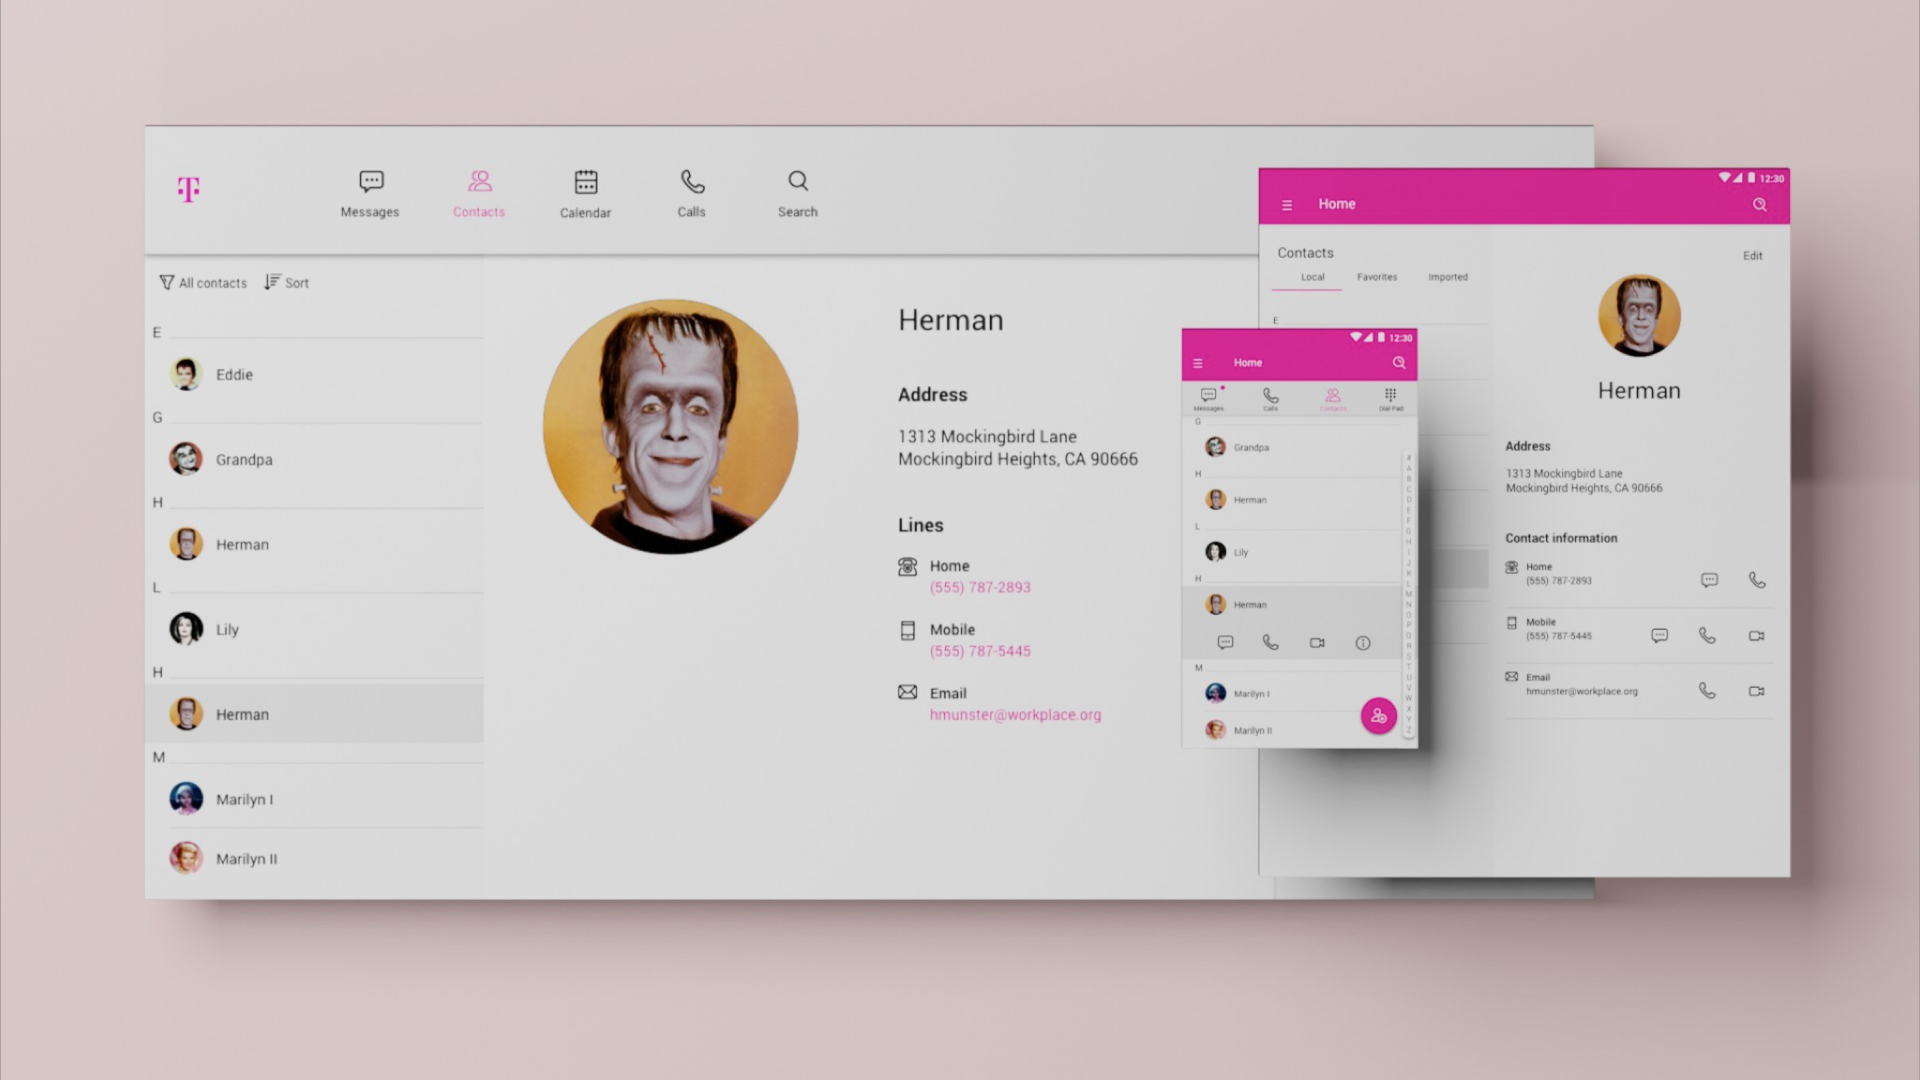 T
Messages
Contacts
Calendar
Calls
Search
All contacts
Sort
E
Eddie
G
Grandpa
H
Herman
L
Lily
H
Herman
M
Marilyn I
Marilyn II
Herman
Address
1313 Mockingbird Lane
Mockingbird Heights, CA 90666
Lines
Home
(555) 787-2893
Mobile
(555) 787-5445
Email
hmunster@workplace.org
12:30
Home
Messages
Calls
Contacts
Dial Pad
G
Grandpa
H
Herman
L
Lily
H
Herman
M
Marilyn I
Marilyn II
#
A
B
C
D
E
F
G
H
I
J
K
L
M
N
O
P
Q
R
S
T
U
V
W
X
Y
Z
12:30
Home
Contacts
Local
Favorites
Imported
E
Edit
Herman
Address
1313 Mockingbird Lane
Mockingbird Heights, CA 90666
Contact information
Home
(555) 787-2893
Mobile
(555) 787-5445
Email
hmunster@workplace.org